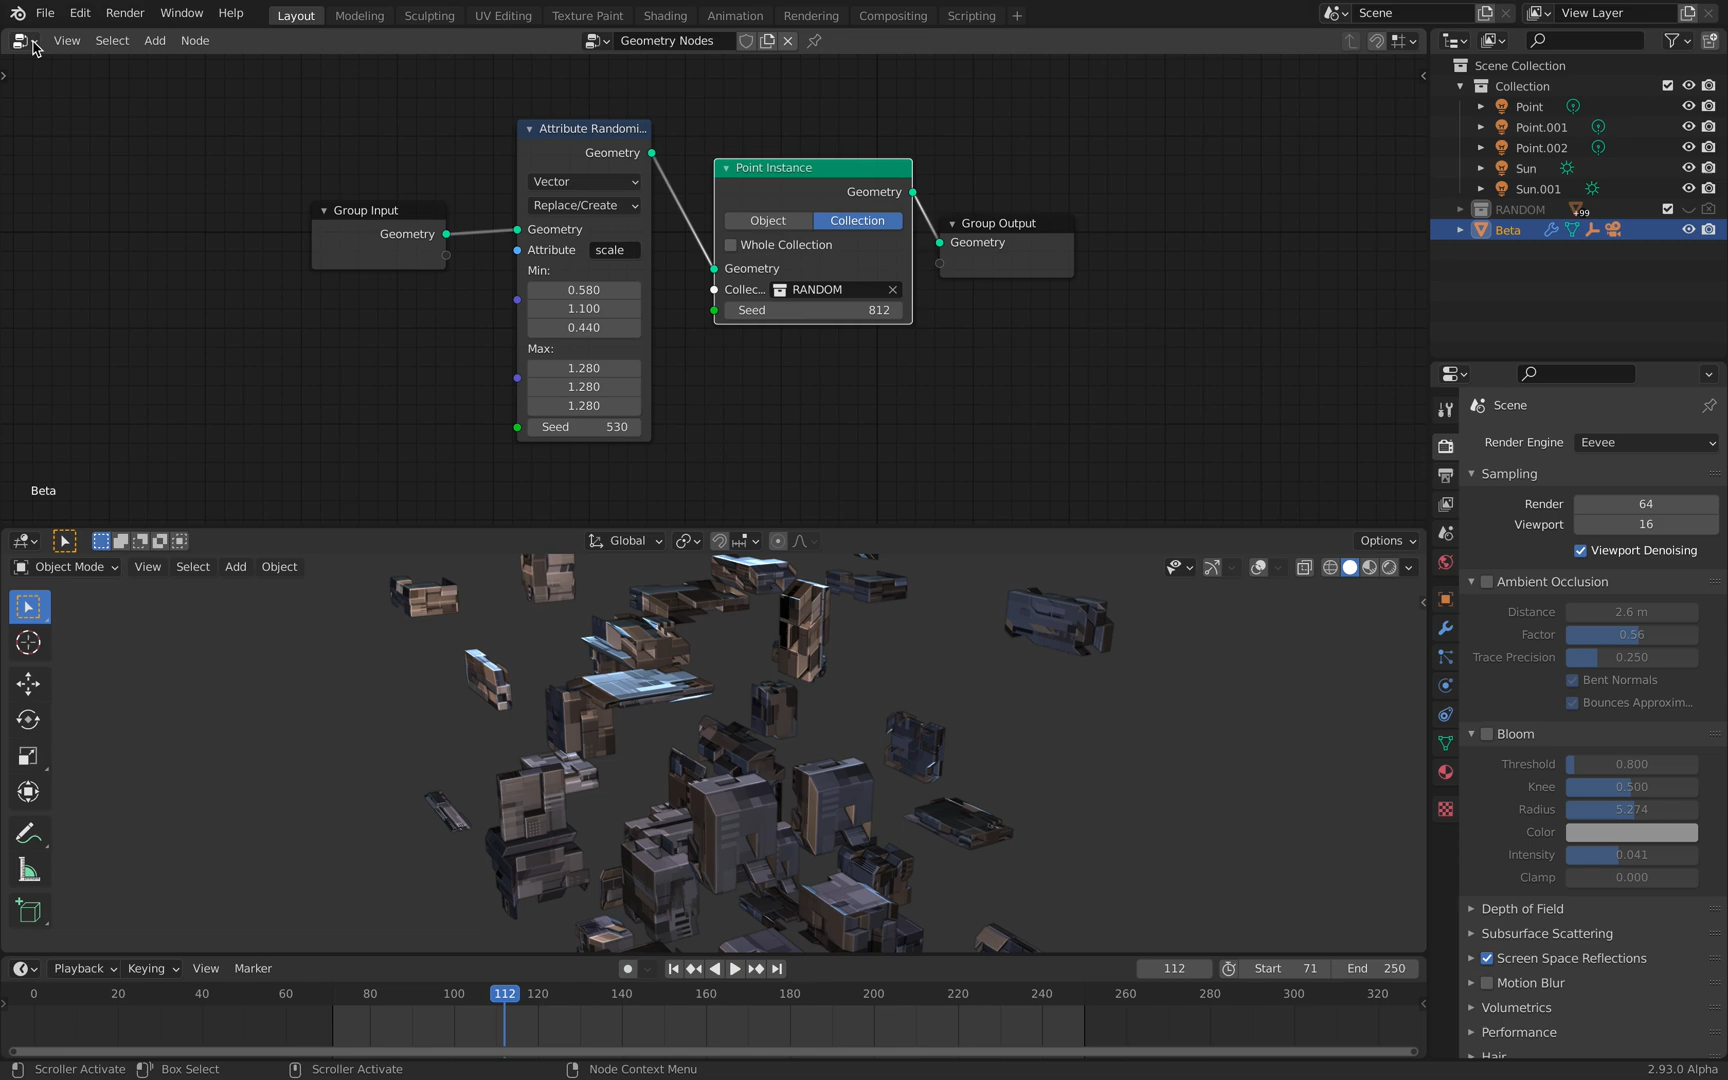 File Edit Render Window Help
Layout Modeling Sculpting UV Editing Texture Paint Shading Animation Rendering Compositing Scripting +
Scene
View Layer
View Select Add Node
Geometry Nodes
Scene Collection
Collection
Point
Point.001
Point.002
Sun
Sun.001
RANDOM
+99
Beta
Group Input
Geometry
Attribute Randomi...
Geometry
Vector
Replace/Create
Geometry
Attribute scale
Min:
0.580
1.100
0.440
Max:
1.280
1.280
1.280
Seed 530
Point Instance
Geometry
Object Collection
Whole Collection
Geometry
Collec... RANDOM
Seed 812
Group Output
Geometry
Beta
Global
Options
Object Mode View Select Add Object
Scene
Render Engine Eevee
Sampling
Render 64
Viewport 16
Viewport Denoising
Ambient Occlusion
Distance 2.6 m
Factor 0.56
Trace Precision 0.250
Bent Normals
Bounces Approxim...
Bloom
Threshold 0.800
Knee 0.500
Radius 5.274
Color
Intensity 0.041
Clamp 0.000
Depth of Field
Subsurface Scattering
Screen Space Reflections
Motion Blur
Volumetrics
Performance
Hair
Playback Keying View Marker
112 Start 71 End 250
0 20 40 60 80 100 112 120 140 160 180 200 220 240 260 280 300 320
Scroller Activate Box Select Scroller Activate Node Context Menu 2.93.0 Alpha